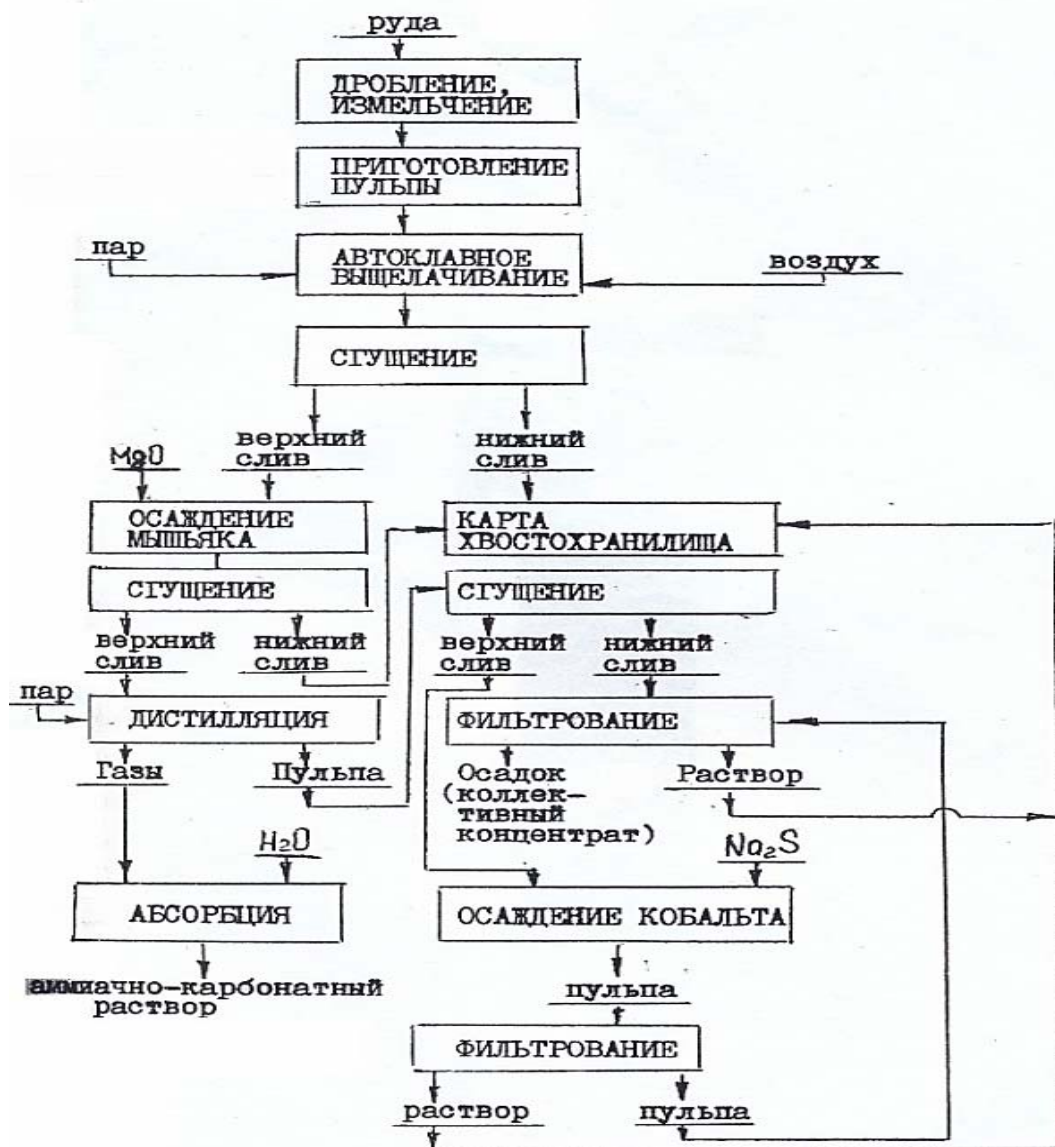 руда
ДРОБЛЕНИЕ,
ИЗМЕЛЬЧЕНИЕ
ПРИГОТОВЛЕНИЕ
ПУЛЬПЫ
пар
АВТОКЛАВНОЕ
ВЫЩЕЛАЧИВАНИЕ
воздух
СГУЩЕНИЕ
верхний
слив
нижний
слив
MgO
ОСАЖДЕНИЕ
МЫШЬЯКА
КАРТА
ХВОСТОХРАНИЛИЩА
СГУЩЕНИЕ
СГУЩЕНИЕ
верхний
слив
нижний
слив
верхний
слив
нижний
слив
пар
ДИСТИЛЛЯЦИЯ
ФИЛЬТРОВАНИЕ
Газы
Пульпа
Осадок
(коллек-
тивный
концентрат)
Раствор
H₂O
Na₂S
АБСОРБЦИЯ
ОСАЖДЕНИЕ КОБАЛЬТА
аммиачно-карбонатный
раствор
пульпа
ФИЛЬТРОВАНИЕ
раствор
пульпа